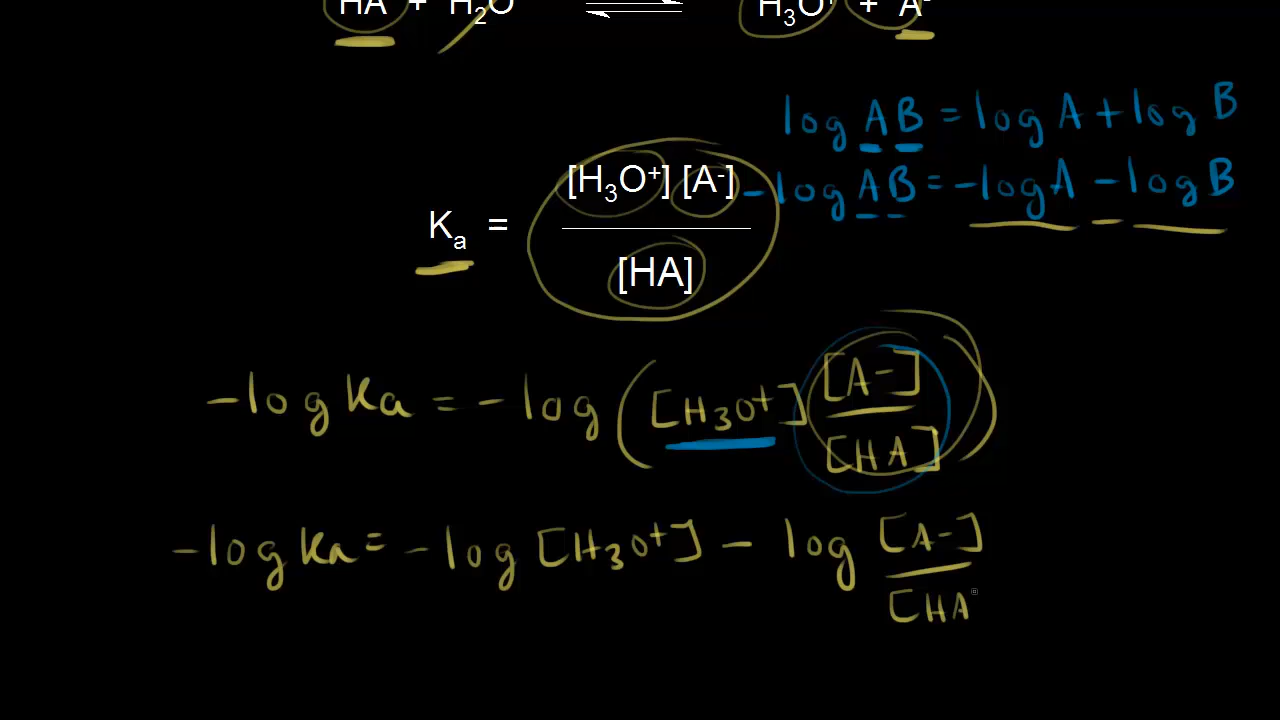 HA + H₂O ⇌ H₃O⁺ + A⁻
log AB = log A + log B
- log AB = - log A - log B
Kₐ = [H₃O⁺] [A⁻] / [HA]
- log Ka = - log ( [H3O+] [A-] / [HA] )
- log Ka = - log [H3O+] - log [A-] / [HA